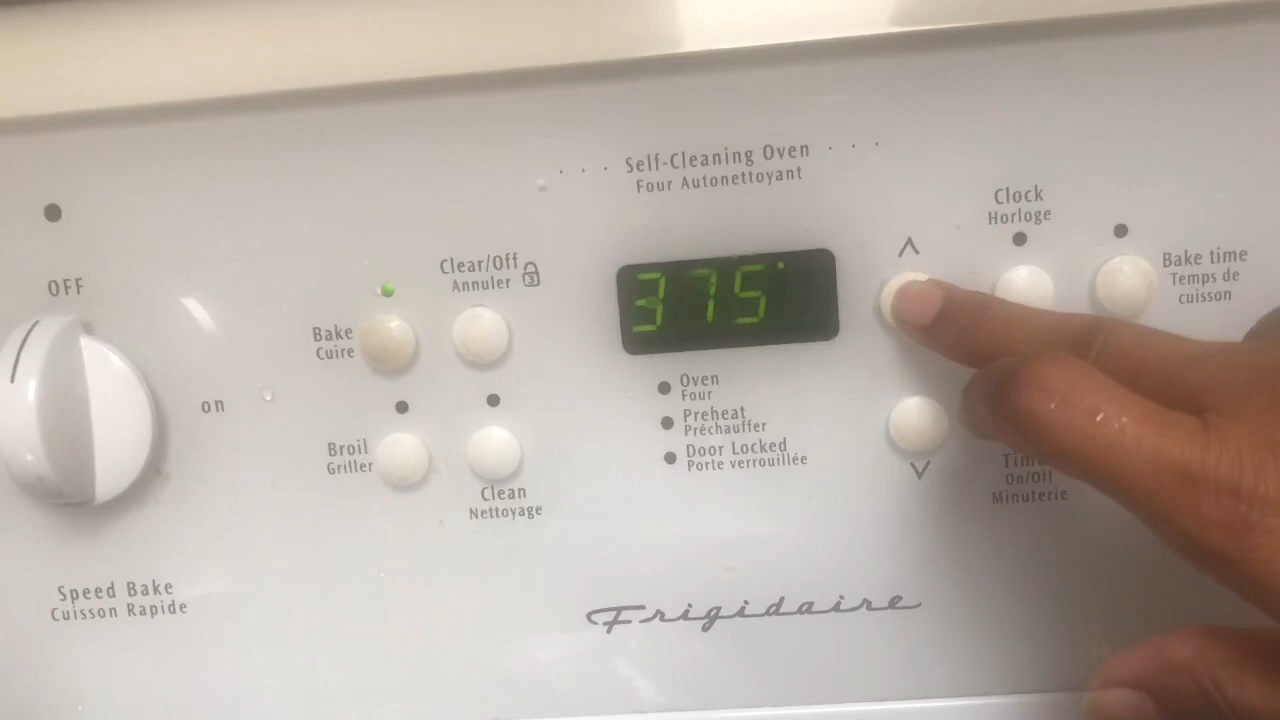 Self-Cleaning Oven
Four Autonettoyant
Clock
Horloge
OFF
Clear/Off
Annuler
3
375°
Bake time
Temps de
cuisson
Bake
Cuire
on
Oven
Four
Preheat
Préchauffer
Door Locked
Porte verrouillée
Broil
Griller
On/Off
Minuterie
Clean
Nettoyage
Speed Bake
Cuisson Rapide
Frigidaire